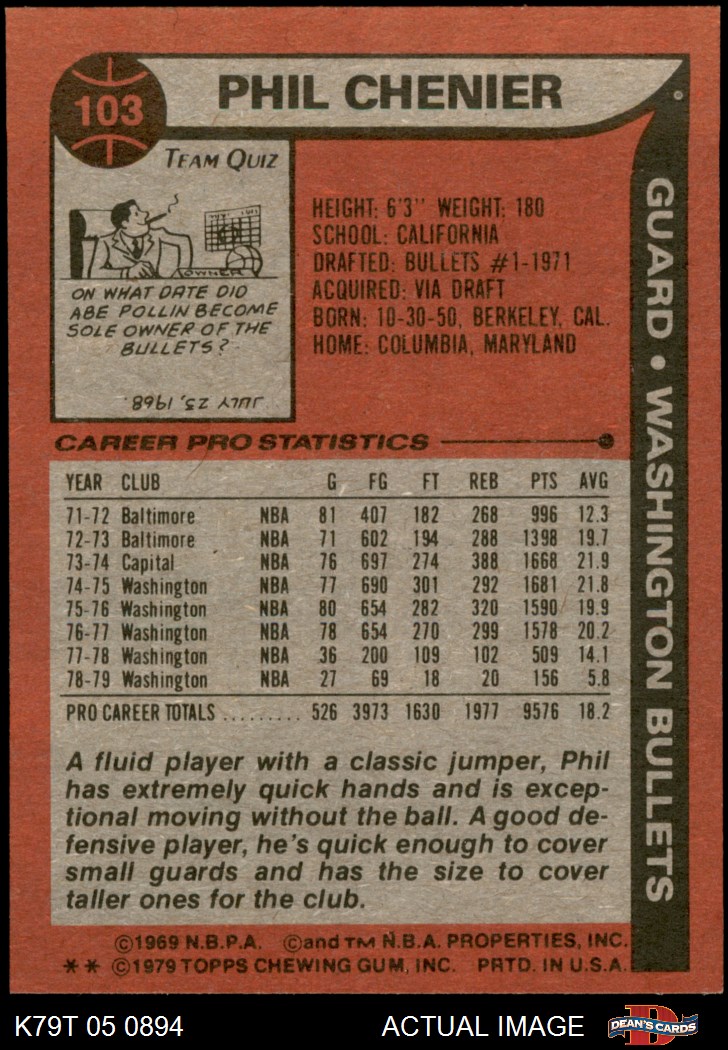 103
PHIL CHENIER
TEAM QUIZ
OWNER
ON WHAT DATE DID
ABE POLLIN BECOME
SOLE OWNER OF THE
BULLETS?
JULY 25, 1968.
HEIGHT: 6'3" WEIGHT: 180
SCHOOL: CALIFORNIA
DRAFTED: BULLETS #1-1971
ACQUIRED: VIA DRAFT
BORN: 10-30-50, BERKELEY, CAL.
HOME: COLUMBIA, MARYLAND
GUARD • WASHINGTON BULLETS
CAREER PRO STATISTICS
YEAR CLUB G FG FT REB PTS AVG
71-72 Baltimore NBA 81 407 182 268 996 12.3
72-73 Baltimore NBA 71 602 194 288 1398 19.7
73-74 Capital NBA 76 697 274 388 1668 21.9
74-75 Washington NBA 77 690 301 292 1681 21.8
75-76 Washington NBA 80 654 282 320 1590 19.9
76-77 Washington NBA 78 654 270 299 1578 20.2
77-78 Washington NBA 36 200 109 102 509 14.1
78-79 Washington NBA 27 69 18 20 156 5.8
PRO CAREER TOTALS ......... 526 3973 1630 1977 9576 18.2
A fluid player with a classic jumper, Phil
has extremely quick hands and is excep-
tional moving without the ball. A good de-
fensive player, he's quick enough to cover
small guards and has the size to cover
taller ones for the club.
©1969 N.B.P.A. ©and TM N.B.A. PROPERTIES, INC.
** ©1979 TOPPS CHEWING GUM, INC. PRTD. IN U.S.A.
K79T 05 0894
ACTUAL IMAGE
D
DEAN'S CARDS